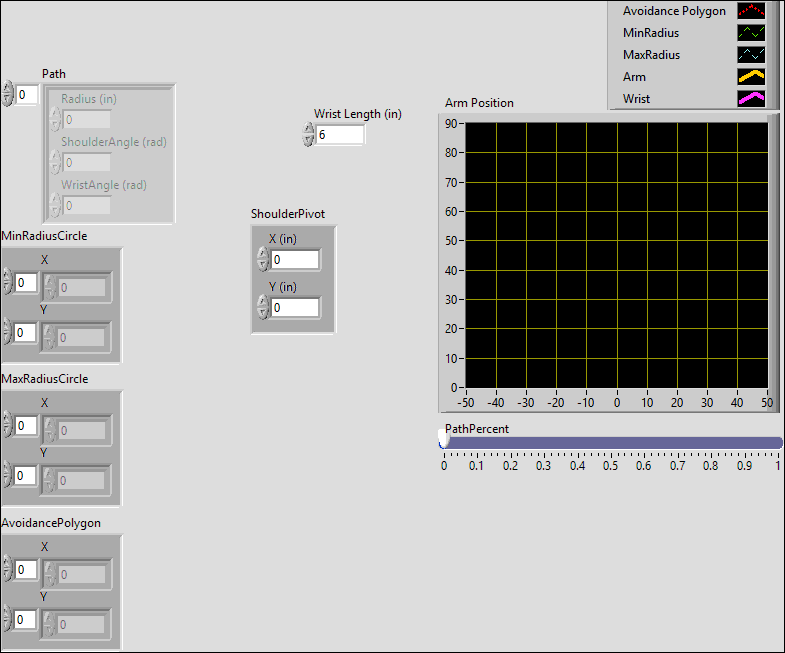 Avoidance Polygon
MinRadius
MaxRadius
Arm
Wrist
Path
0
Radius (in)
0
ShoulderAngle (rad)
0
WristAngle (rad)
0
Wrist Length (in)
6
ShoulderPivot
X (in)
0
Y (in)
0
MinRadiusCircle
X
0 0
Y
0 0
MaxRadiusCircle
X
0 0
Y
0 0
AvoidancePolygon
X
0 0
Y
0 0
Arm Position
90
80
70
60
50
40
30
20
10
0
-50 -40 -30 -20 -10 0 10 20 30 40 50
PathPercent
0 0.1 0.2 0.3 0.4 0.5 0.6 0.7 0.8 0.9 1